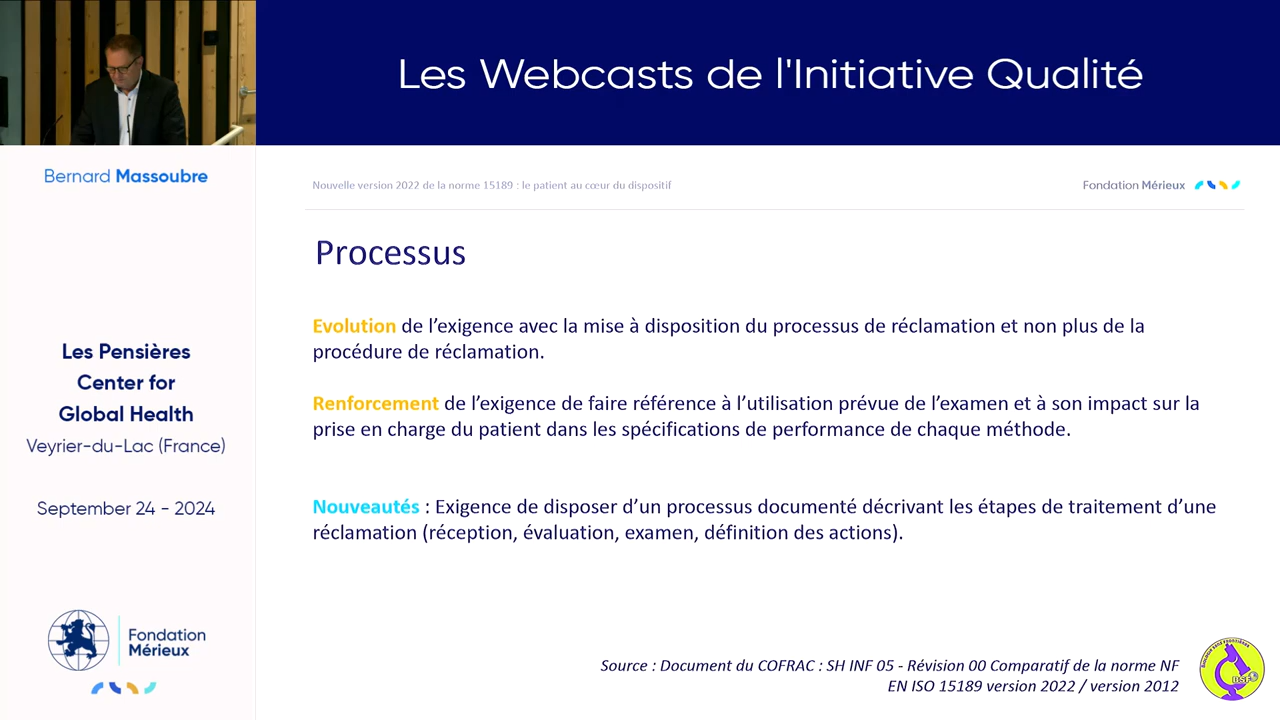 Les Webcasts de l'Initiative Qualité
Bernard Massoubre
Les Pensières
Center for
Global Health
Veyrier-du-Lac (France)
September 24 - 2024
Fondation
Mérieux
Nouvelle version 2022 de la norme 15189 : le patient au cœur du dispositif
Fondation Mérieux
Processus
Evolution de l’exigence avec la mise à disposition du processus de réclamation et non plus de la
procédure de réclamation.
Renforcement de l’exigence de faire référence à l’utilisation prévue de l’examen et à son impact sur la
prise en charge du patient dans les spécifications de performance de chaque méthode.
Nouveautés : Exigence de disposer d’un processus documenté décrivant les étapes de traitement d’une
réclamation (réception, évaluation, examen, définition des actions).
Source : Document du COFRAC : SH INF 05 - Révision 00 Comparatif de la norme NF
EN ISO 15189 version 2022 / version 2012
BSF